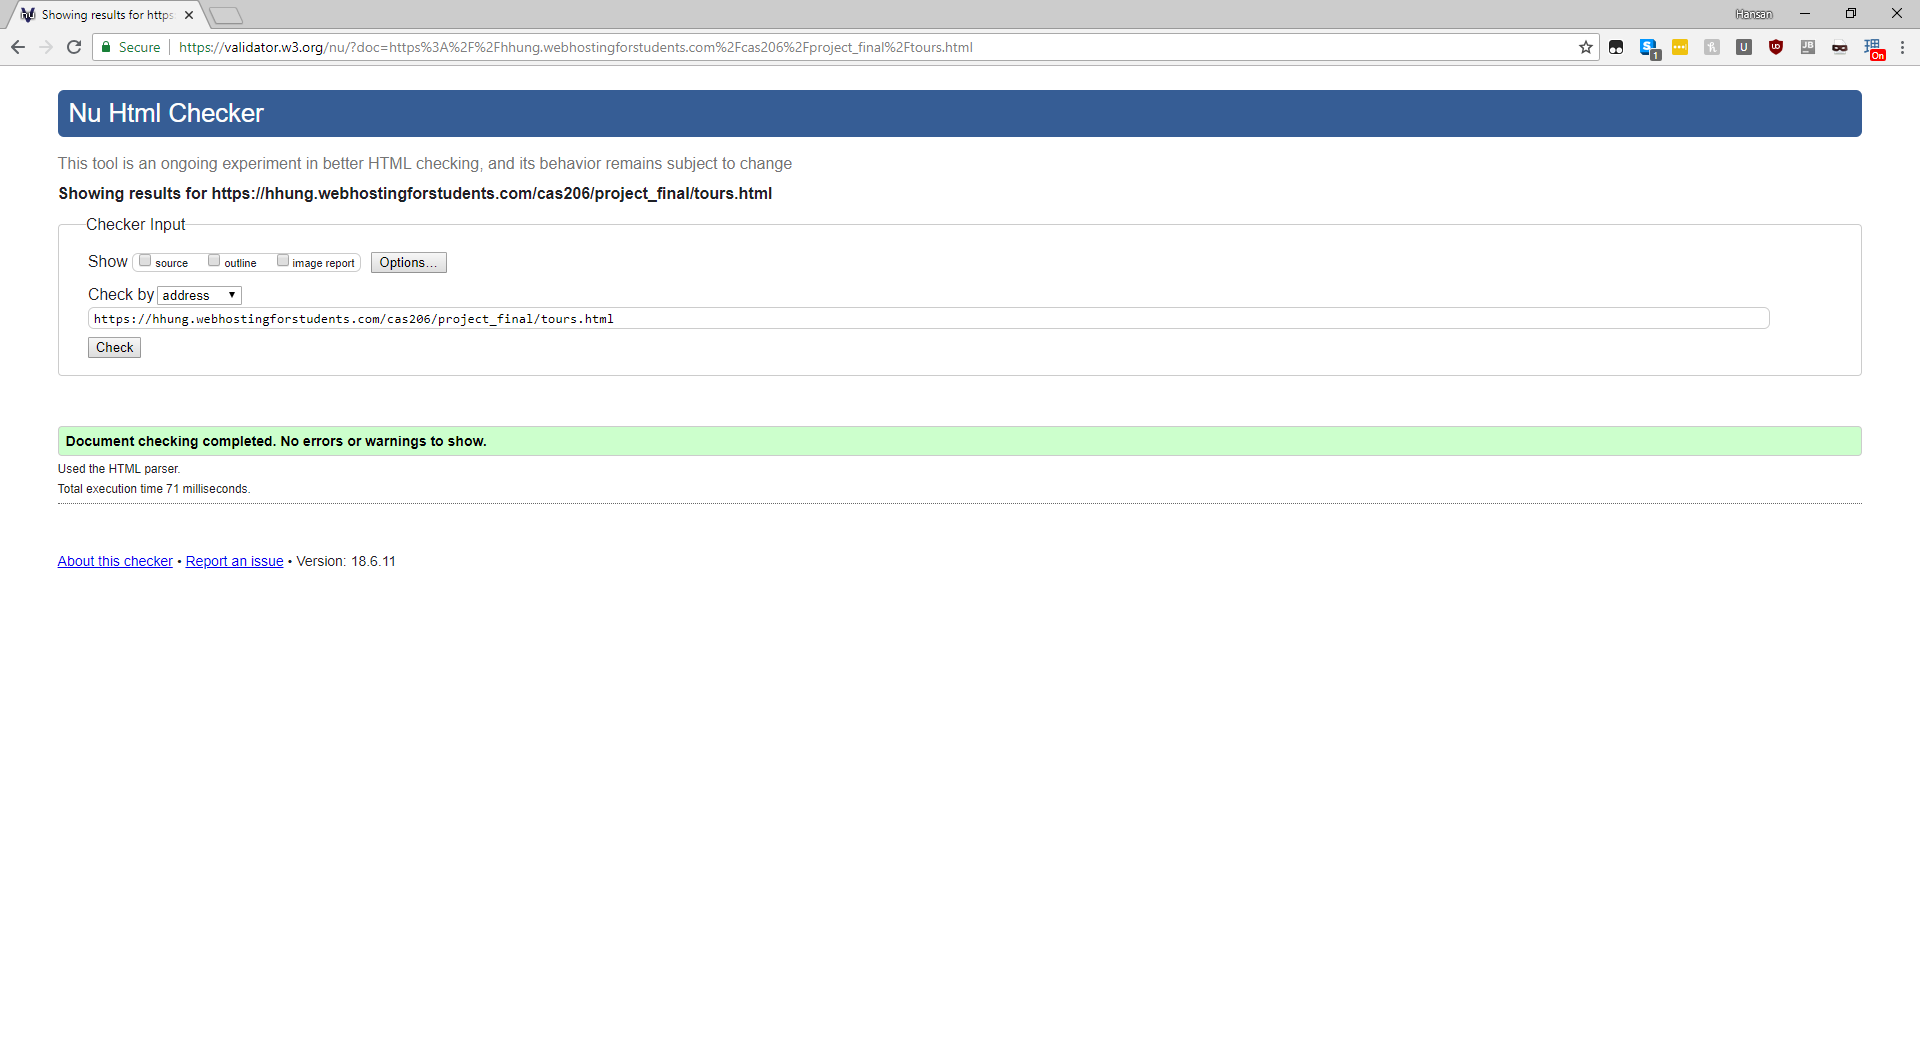 Showing results for https
Hansan
Secure
https://validator.w3.org/nu/?doc=https%3A%2F%2Fhhung.webhostingforstudents.com%2Fcas206%2Fproject_final%2Ftours.html
1
U
JB
On
Nu Html Checker
This tool is an ongoing experiment in better HTML checking, and its behavior remains subject to change
Showing results for https://hhung.webhostingforstudents.com/cas206/project_final/tours.html
Checker Input
Show source outline image report Options...
Check by address
https://hhung.webhostingforstudents.com/cas206/project_final/tours.html
Check
Document checking completed. No errors or warnings to show.
Used the HTML parser.
Total execution time 71 milliseconds.
About this checker • Report an issue • Version: 18.6.11